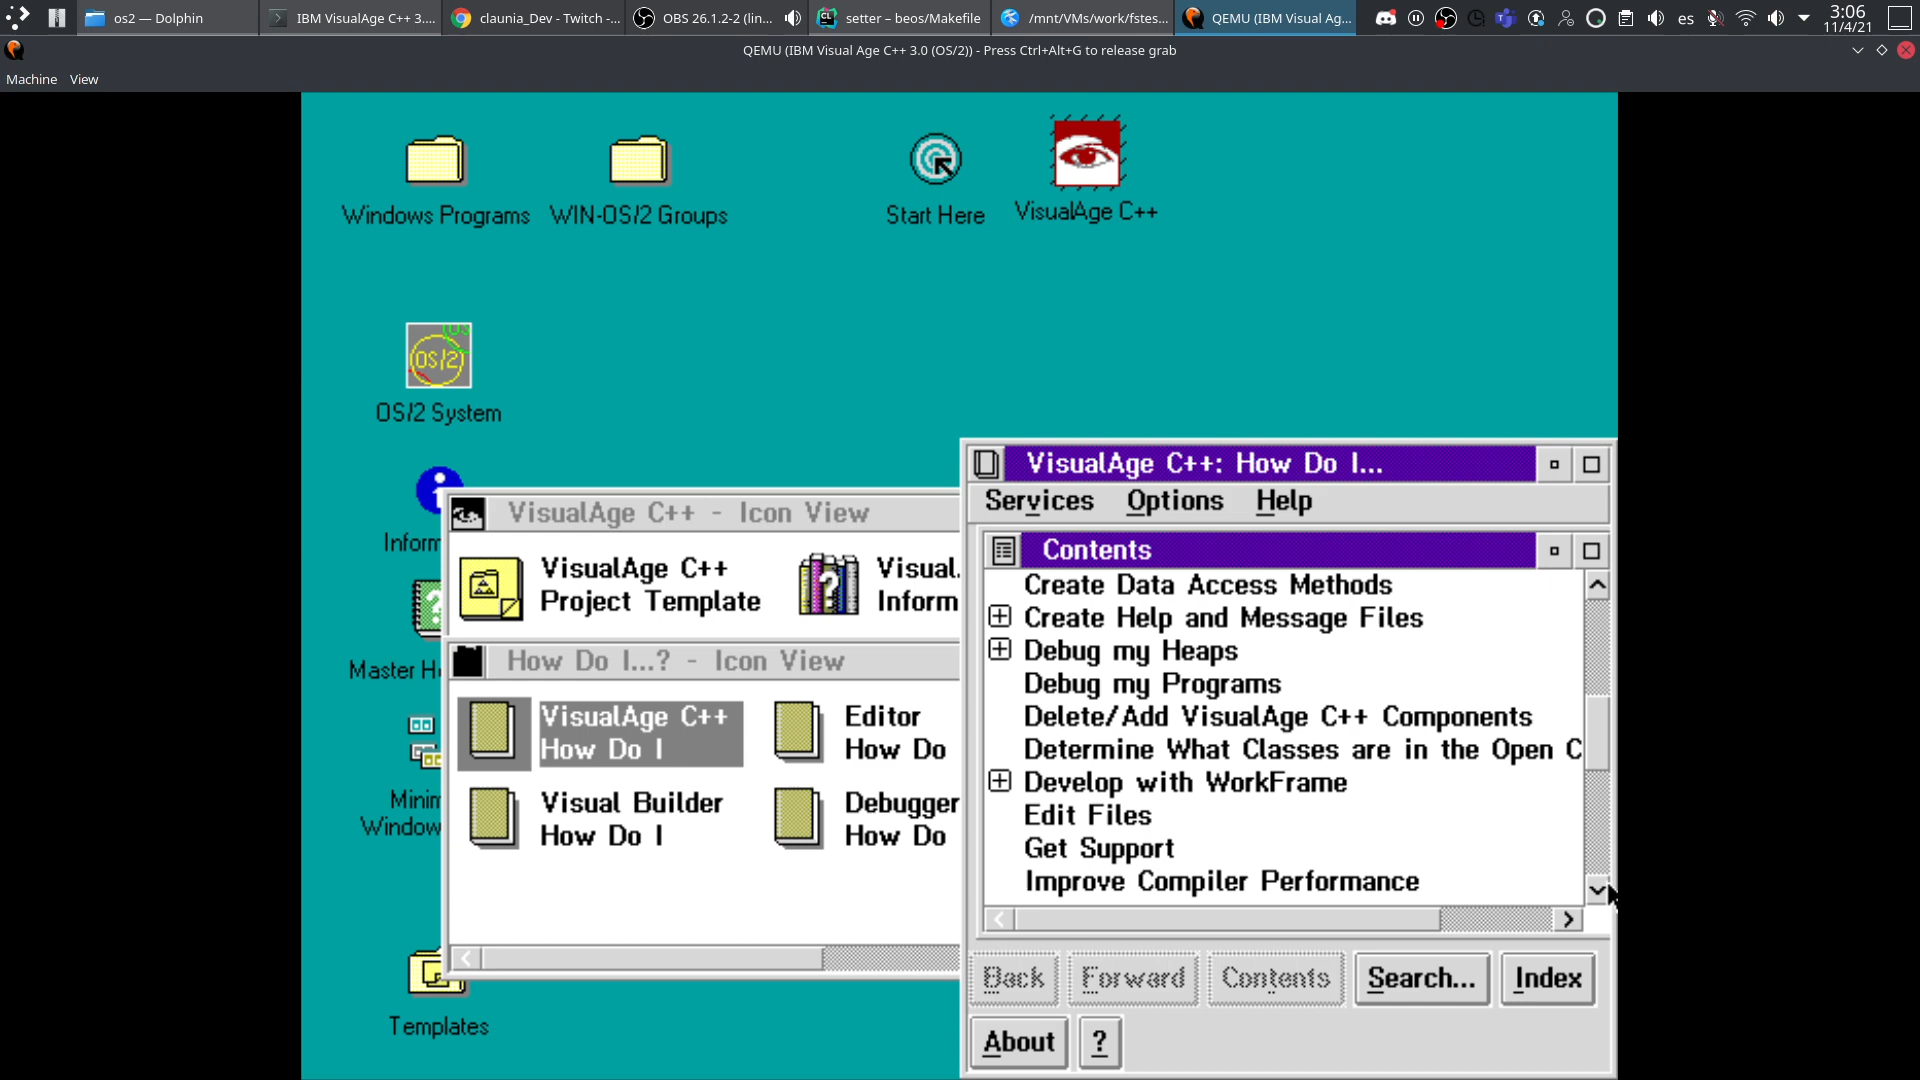 os2 — Dolphin
IBM VisualAge C++ 3....
claunia_Dev - Twitch -...
OBS 26.1.2-2 (lin...
setter – beos/Makefile
/mnt/VMs/work/fstes...
QEMU (IBM Visual Ag...
es
3:06
11/4/21
QEMU (IBM Visual Age C++ 3.0 (OS/2)) - Press Ctrl+Alt+G to release grab
Machine View
Windows Programs
WIN-OS/2 Groups
Start Here
VisualAge C++
OS/2
OS/2 System
Inform
Master H
Minim
Window
Templates
VisualAge C++ - Icon View
VisualAge C++
Project Template
Visual.
Inform
How Do I...? - Icon View
VisualAge C++
How Do I
Editor
How Do
Visual Builder
How Do I
Debugger
How Do
VisualAge C++: How Do I...
Services Options Help
Contents
Create Data Access Methods
Create Help and Message Files
Debug my Heaps
Debug my Programs
Delete/Add VisualAge C++ Components
Determine What Classes are in the Open C
Develop with WorkFrame
Edit Files
Get Support
Improve Compiler Performance
Back Forward Contents Search... Index
About ?